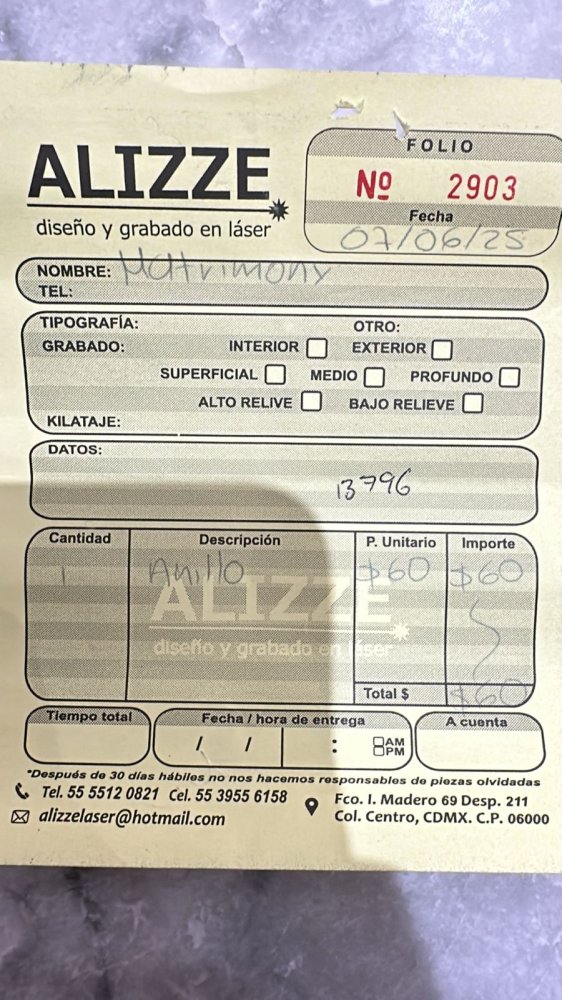 ALIZZE
diseño y grabado en láser
FOLIO
Nº 2903
Fecha
07/06/25
NOMBRE: Matrimony
TEL:
TIPOGRAFÍA: OTRO:
GRABADO: INTERIOR EXTERIOR
SUPERFICIAL MEDIO PROFUNDO
ALTO RELIVE BAJO RELIEVE
KILATAJE:
DATOS:
13796
Cantidad Descripción P. Unitario Importe
1 Anillo $60 $60
ALIZZE
diseño y grabado en láser
Total $ $60
Tiempo total Fecha / hora de entrega A cuenta
/ / : AM
PM
*Después de 30 días hábiles no nos hacemos responsables de piezas olvidadas
Tel. 55 5512 0821 Cel. 55 3955 6158
alizzelaser@hotmail.com
Fco. I. Madero 69 Desp. 211
Col. Centro, CDMX. C.P. 06000